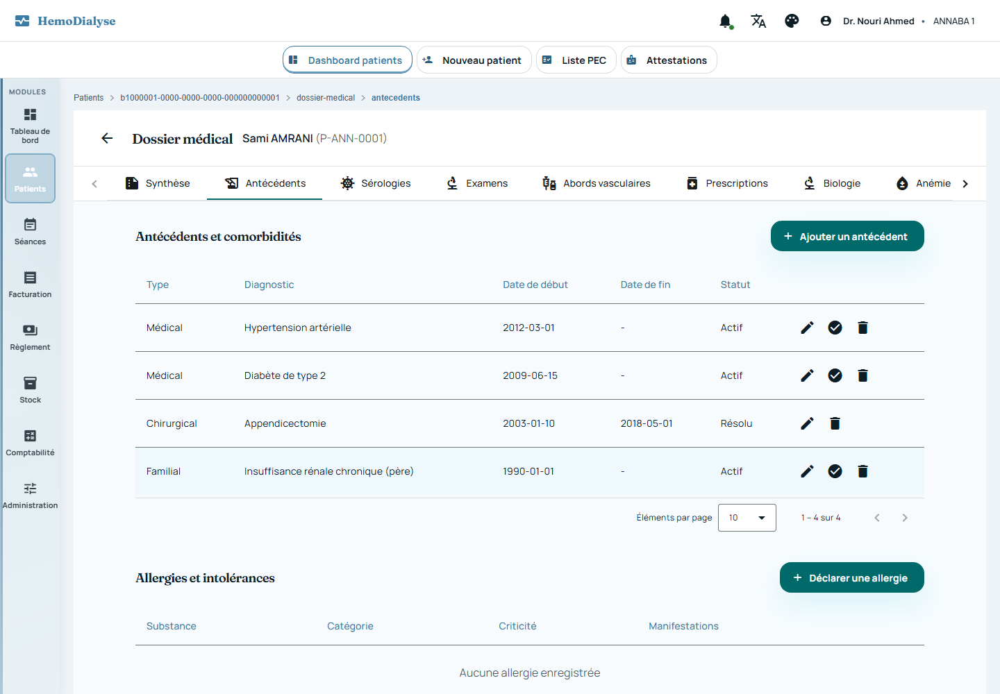 HemoDialyse
Dr. Nouri Ahmed • ANNABA 1
Dashboard patients
Nouveau patient
Liste PEC
Attestations
MODULES
Tableau de bord
Patients
Séances
Facturation
Règlement
Stock
Comptabilité
Administration
Patients > b1000001-0000-0000-0000-000000000001 > dossier-medical > antecedents
Dossier médical Sami AMRANI (P-ANN-0001)
Synthèse
Antécédents
Sérologies
Examens
Abords vasculaires
Prescriptions
Biologie
Anémie
Antécédents et comorbidités
+ Ajouter un antécédent
Type Diagnostic Date de début Date de fin Statut
Médical Hypertension artérielle 2012-03-01 - Actif
Médical Diabète de type 2 2009-06-15 - Actif
Chirurgical Appendicectomie 2003-01-10 2018-05-01 Résolu
Familial Insuffisance rénale chronique (père) 1990-01-01 - Actif
Éléments par page 10 1 – 4 sur 4
Allergies et intolérances
+ Déclarer une allergie
Substance Catégorie Criticité Manifestations
Aucune allergie enregistrée